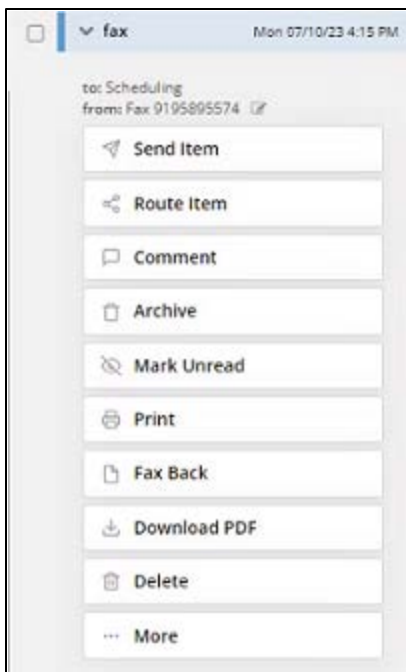 fax Mon 07/10/23 4:15 PM
to: Scheduling
from: Fax 9195895574
Send Item
Route Item
Comment
Archive
Mark Unread
Print
Fax Back
Download PDF
Delete
More